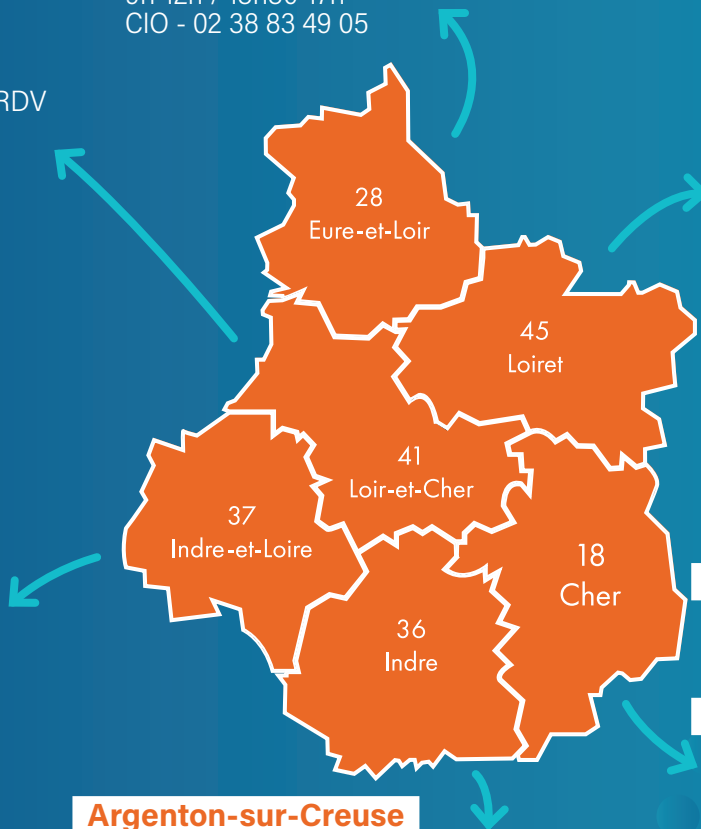 CIO - 02 38 83 49 05
RDV
28
Eure-et-Loir
45
Loiret
41
Loir-et-Cher
37
Indre-et-Loire
18
Cher
36
Indre
Argenton-sur-Creuse